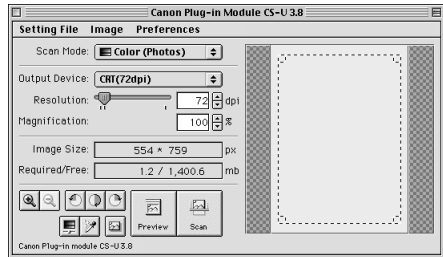 Canon Plug-in Module CS-U 3.8
Setting File Image Preferences
Scan Mode: Color (Photos)
Output Device: CRT(72dpi)
Resolution: 72 dpi
Magnification: 100 %
Image Size: 554 * 759 px
Required/Free: 1.2 / 1,400.6 mb
Preview Scan
Canon Plug-in module CS-U 3.8